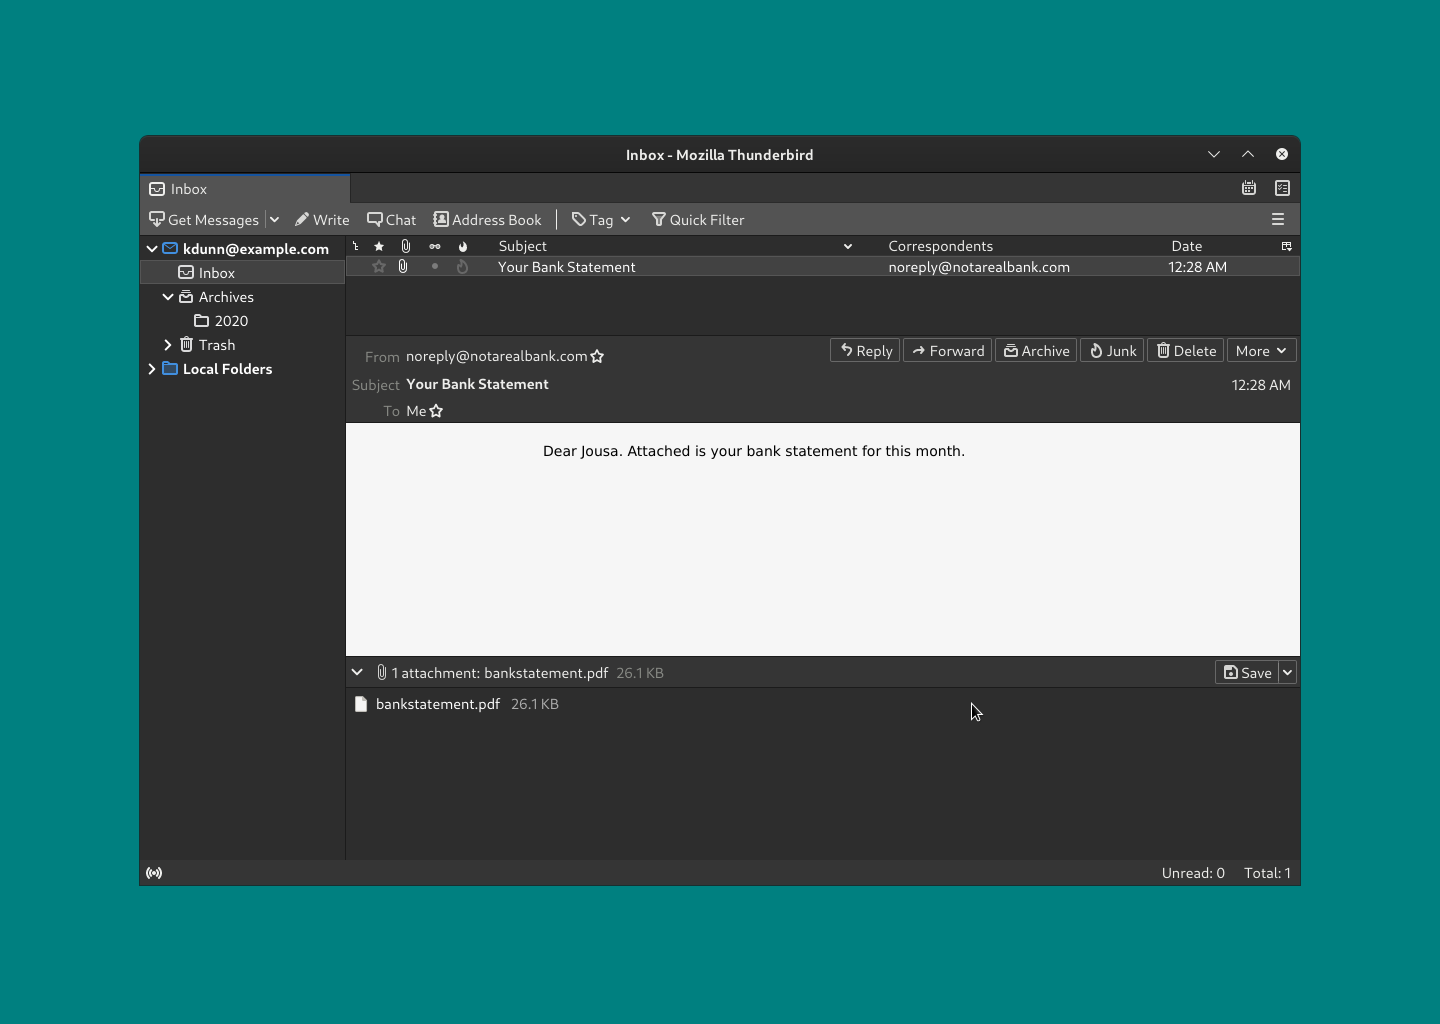 Inbox - Mozilla Thunderbird
Inbox
Get Messages Write Chat Address Book Tag Quick Filter
kdunn@example.com
Inbox
Archives
2020
Trash
Local Folders
Subject Correspondents Date
Your Bank Statement noreply@notarealbank.com 12:28 AM
From noreply@notarealbank.com Reply Forward Archive Junk Delete More
Subject Your Bank Statement 12:28 AM
To Me
Dear Jousa. Attached is your bank statement for this month.
1 attachment: bankstatement.pdf 26.1 KB Save
bankstatement.pdf 26.1 KB
Unread: 0 Total: 1